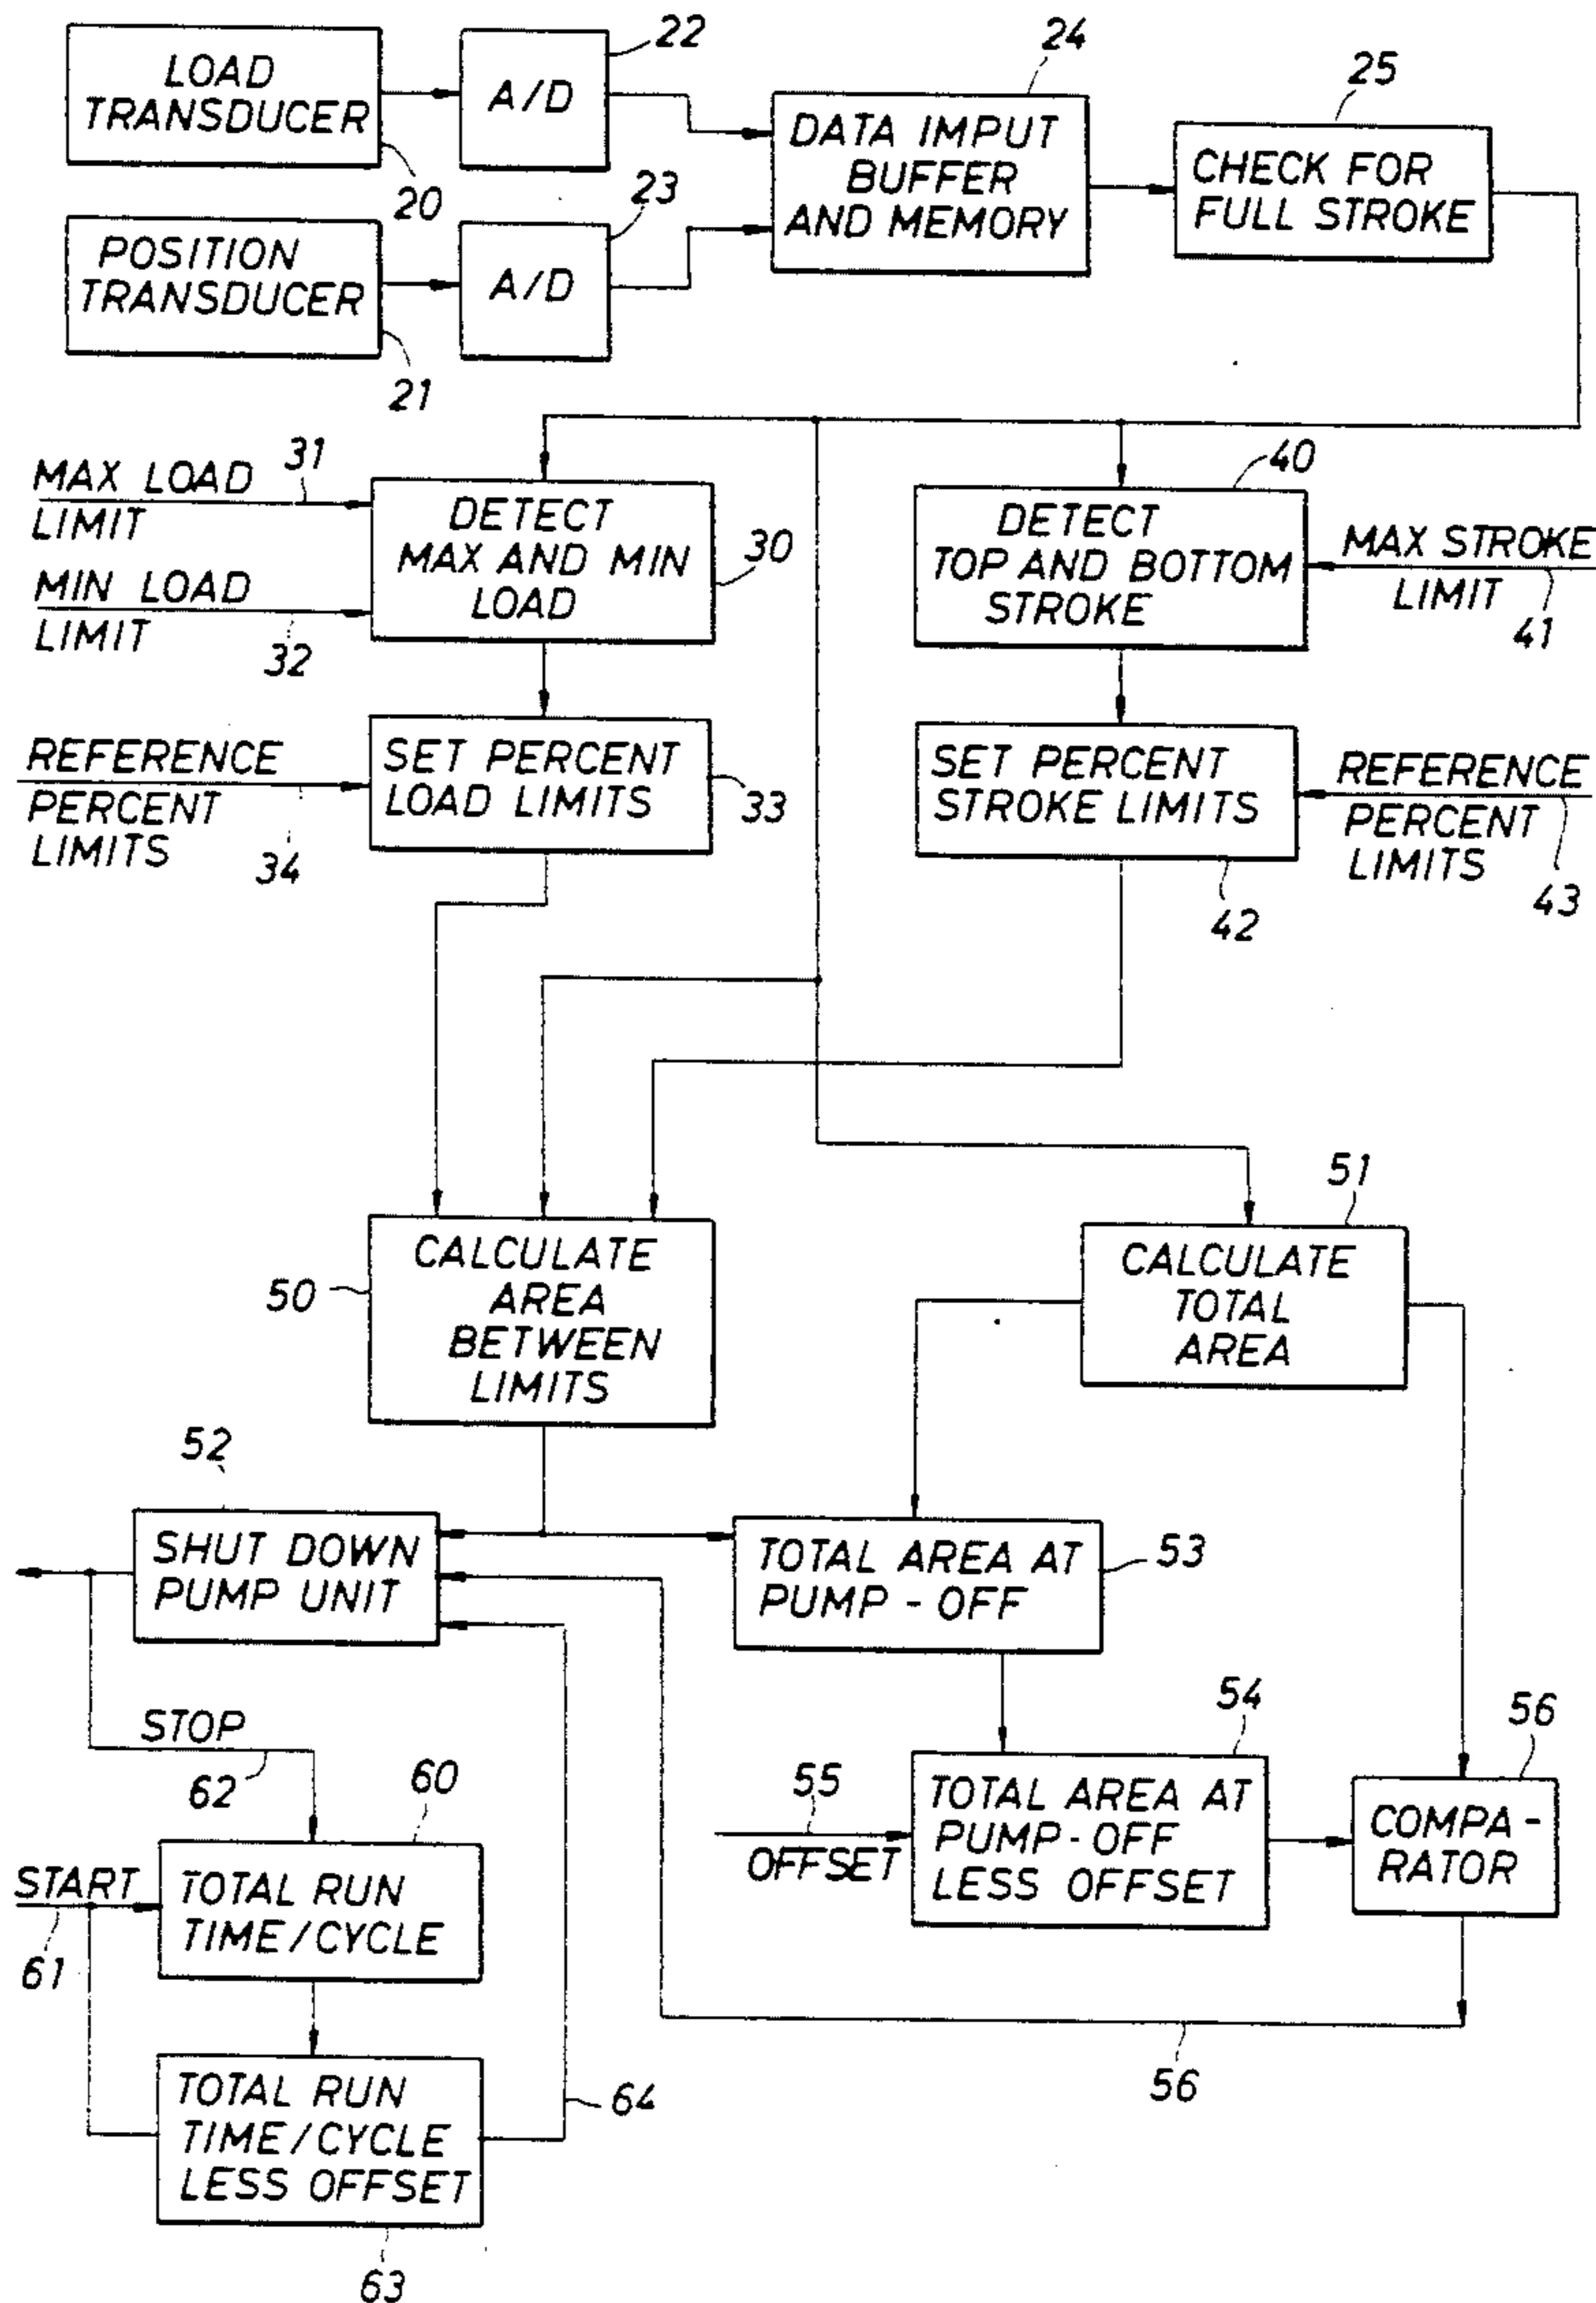 22
24
25
LOAD
TRANSDUCER
A/D
DATA IMPUT
BUFFER
AND MEMORY
CHECK FOR
FULL STROKE
20
23
POSITION
TRANSDUCER
A/D
21
MAX LOAD
LIMIT
31
40
DETECT
MAX AND MIN
LOAD
30
DETECT
TOP AND BOTTOM
STROKE
MAX STROKE
LIMIT
41
MIN LOAD
LIMIT
32
REFERENCE
PERCENT
LIMITS
34
SET PERCENT
LOAD LIMITS
33
SET PERCENT
STROKE LIMITS
42
REFERENCE
PERCENT
LIMITS
43
51
50
CALCULATE
AREA
BETWEEN
LIMITS
CALCULATE
TOTAL
AREA
52
SHUT DOWN
PUMP UNIT
TOTAL AREA AT
PUMP-OFF
53
STOP
62
60
54
56
55
OFFSET
TOTAL AREA AT
PUMP-OFF
LESS OFFSET
COMPA-
RATOR
START
61
TOTAL RUN
TIME/CYCLE
56
64
TOTAL RUN
TIME/CYCLE
LESS OFFSET
63